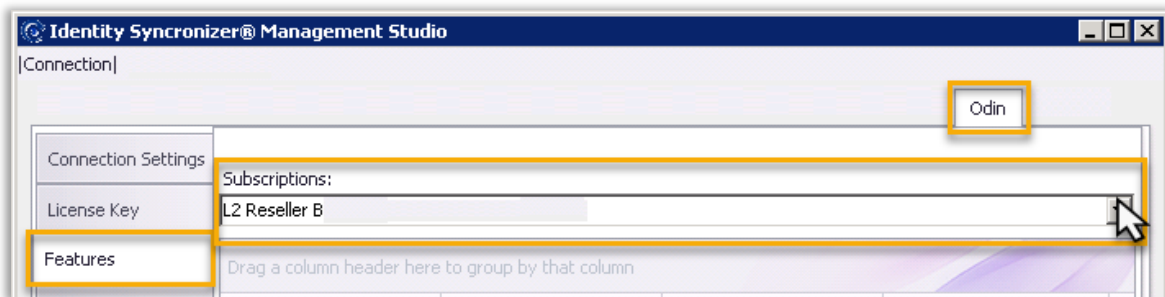 Identity Syncronizer® Management Studio
|Connection|
Odin
Connection Settings
Subscriptions:
License Key
L2 Reseller B
Features
Drag a column header here to group by that column